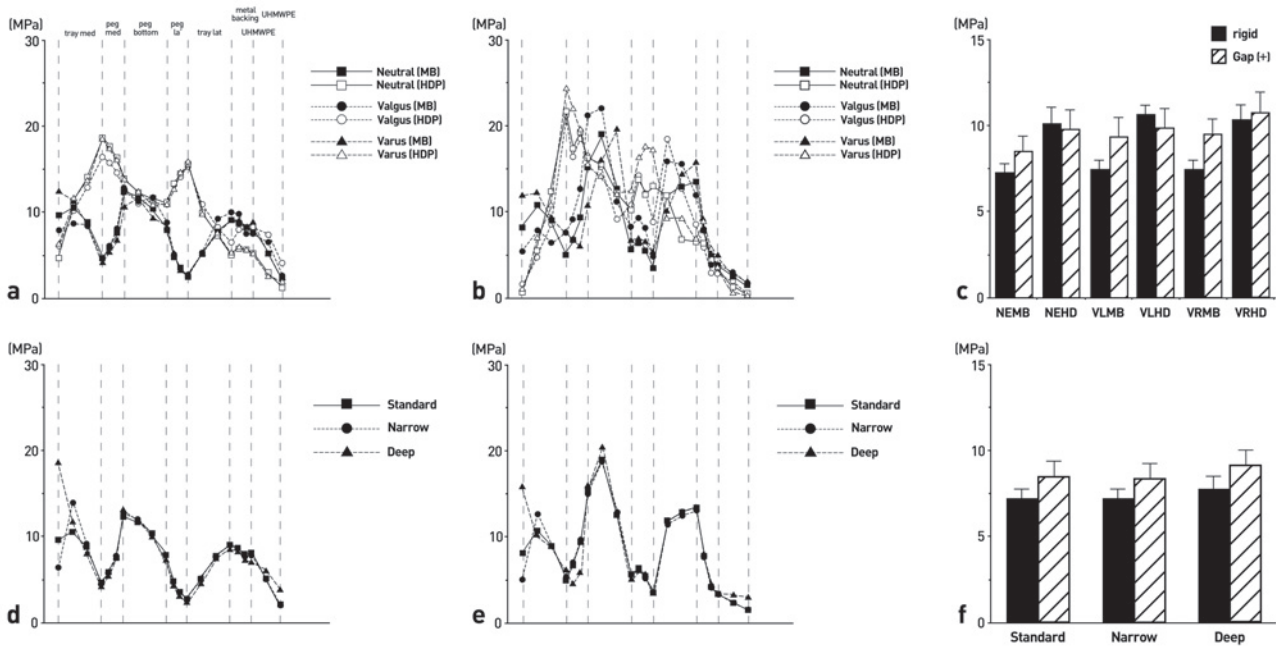 (MPa)
tray med
peg med
peg bottom
peg la
tray lat
metal backing
UHMWPE
UHMWPE
30
20
10
0
a
Neutral (MB)
Neutral (HDP)
Valgus (MB)
Valgus (HDP)
Varus (MB)
Varus (HDP)
(MPa)
30
20
10
0
b
Neutral (MB)
Neutral (HDP)
Valgus (MB)
Valgus (HDP)
Varus (MB)
Varus (HDP)
(MPa)
15
10
5
0
c
rigid
Gap (+)
NEMB NEHD VLMB VLHD VRMB VRHD
(MPa)
30
20
10
0
d
Standard
Narrow
Deep
(MPa)
30
20
10
0
e
Standard
Narrow
Deep
(MPa)
15
10
5
0
f
Standard Narrow Deep